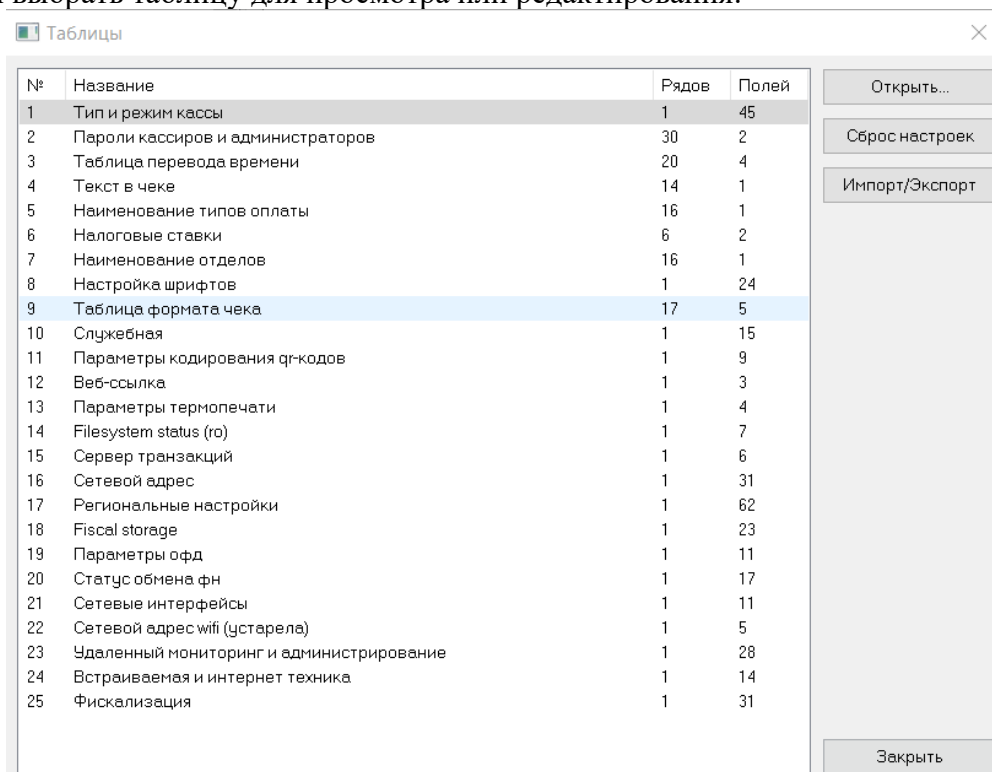 выбрать таблицу для просмотра или редактирования.
Таблицы
№ Название Рядов Полей
1 Тип и режим кассы 1 45
2 Пароли кассиров и администраторов 30 2
3 Таблица перевода времени 20 4
4 Текст в чеке 14 1
5 Наименование типов оплаты 16 1
6 Налоговые ставки 6 2
7 Наименование отделов 16 1
8 Настройка шрифтов 1 24
9 Таблица формата чека 17 5
10 Служебная 1 15
11 Параметры кодирования qr-кодов 1 9
12 Веб-ссылка 1 3
13 Параметры термопечати 1 4
14 Filesystem status (ro) 1 7
15 Сервер транзакций 1 6
16 Сетевой адрес 1 31
17 Региональные настройки 1 62
18 Fiscal storage 1 23
19 Параметры офд 1 11
20 Статус обмена фн 1 17
21 Сетевые интерфейсы 1 11
22 Сетевой адрес wifi (устарела) 1 5
23 Удаленный мониторинг и администрирование 1 28
24 Встраиваемая и интернет техника 1 14
25 Фискализация 1 31
Открыть...
Сброс настроек
Импорт/Экспорт
Закрыть